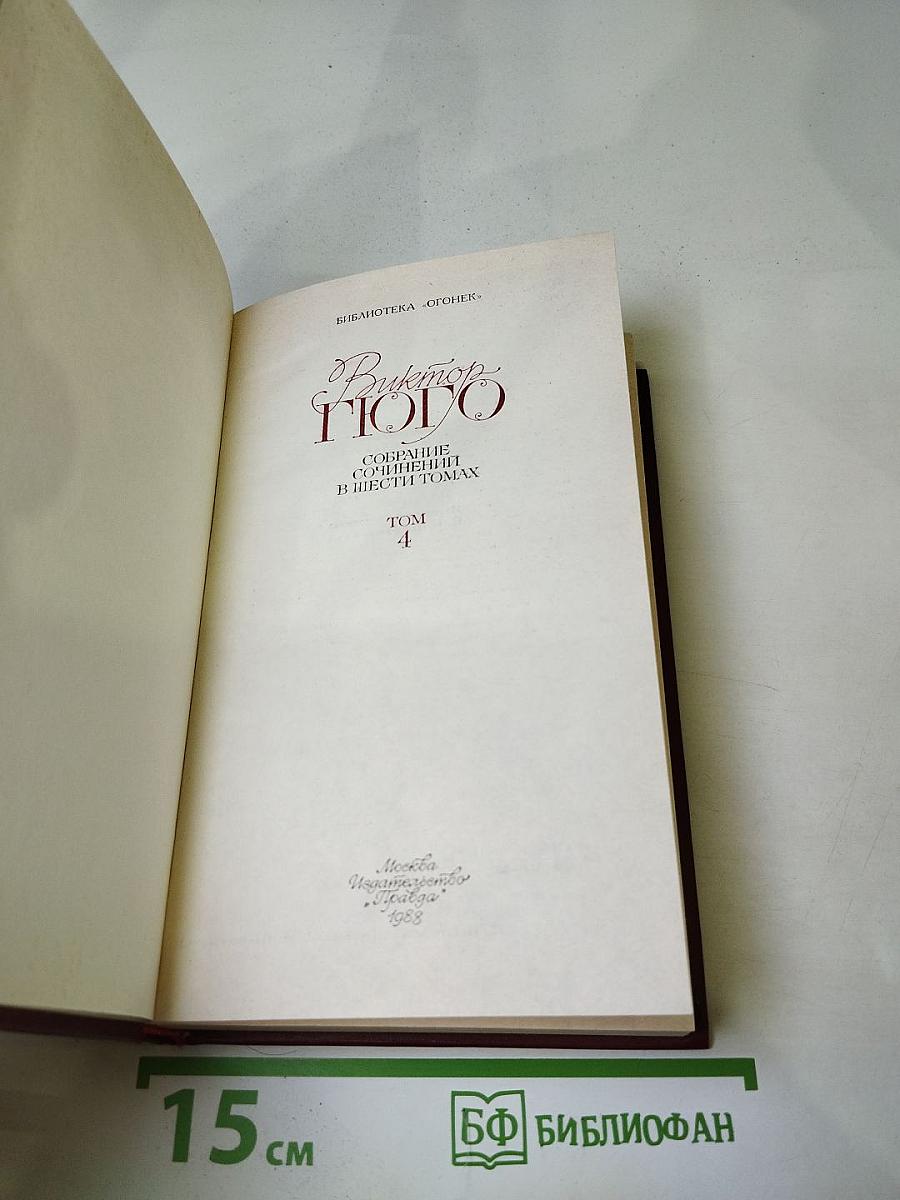 БИБЛИОТЕКА «ОГОНЕК»
Виктор
ГЮГО
СОБРАНИЕ
СОЧИНЕНИЙ
В ШЕСТИ ТОМАХ
ТОМ
4
Москва
Издательство
"Правда"
1988
15 см
БФ БИБЛИОФАН